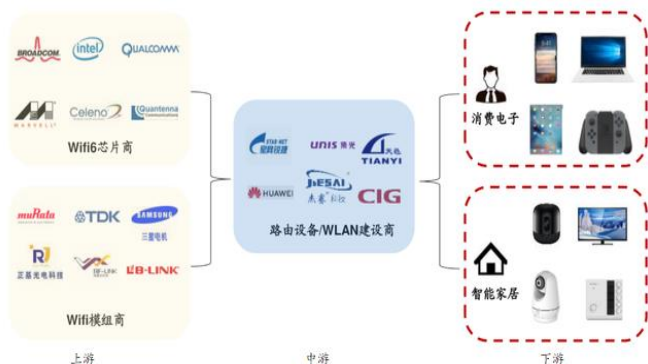 BROADCOM
intel
QUALCOMM
MARVELL
Celeno
Quantenna
Communications
Wifi6芯片商
muRata
TDK
SAMSUNG
三星电机
正基光电科技
LB-LINK
Wifi模组商
STAR-NET
星网锐捷
UNIS 紫光
天邑
TIANYI
HUAWEI
JiESAI
杰赛科技
CIG
路由设备/WLAN建设商
消费电子
智能家居
上游
中游
下游